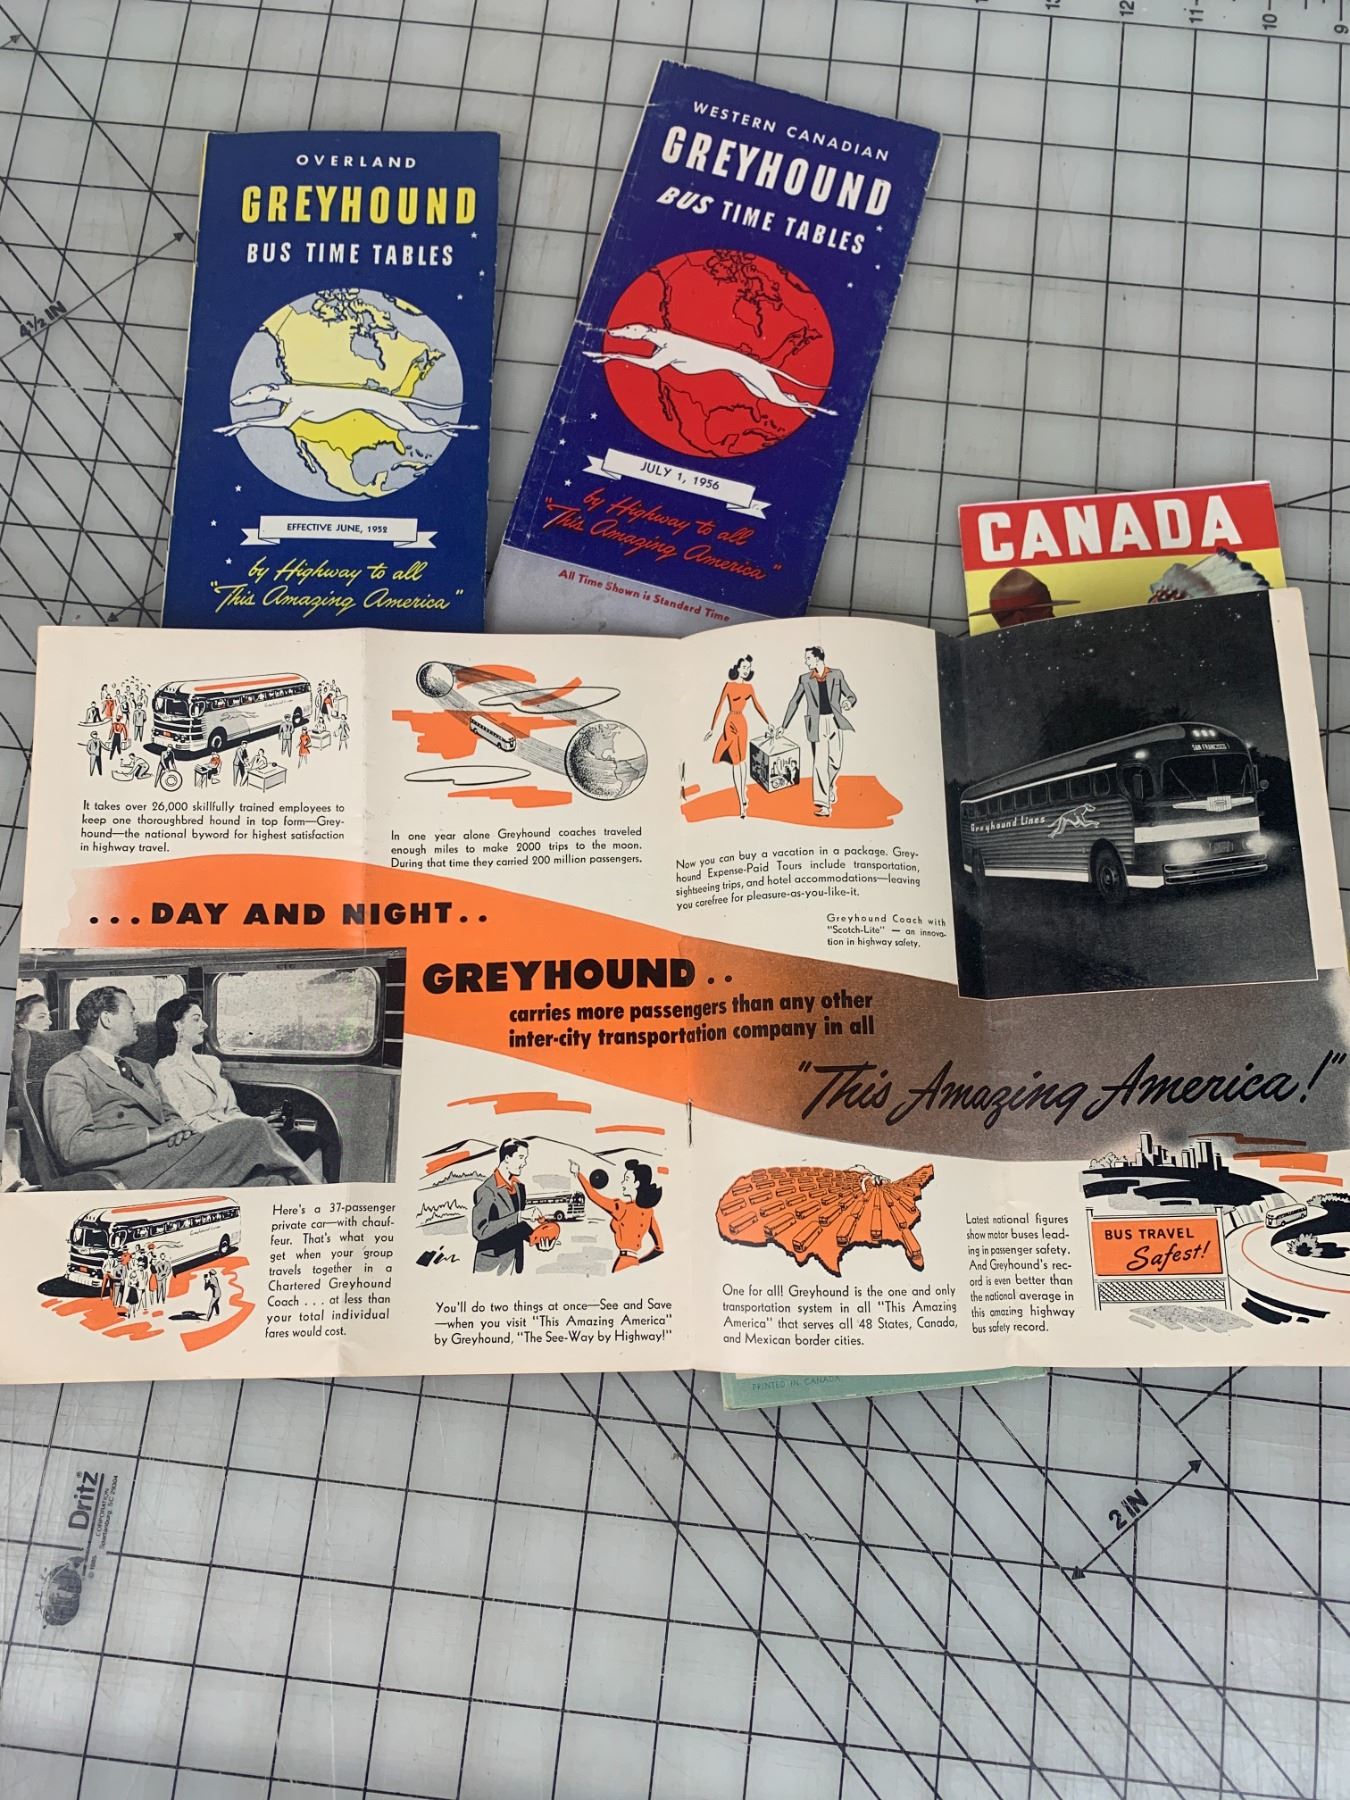 12
11
10
9
OVERLAND
GREYHOUND
BUS TIME TABLES
EFFECTIVE JUNE, 1952
by Highway to all
"This Amazing America"
WESTERN CANADIAN
GREYHOUND
BUS TIME TABLES
JULY 1, 1956
by Highway to all
"This Amazing America"
All Time Shown is Standard Time
4½ IN
CANADA
It takes over 26,000 skillfully trained employees to
keep one thoroughbred hound in top form—Grey-
hound—the national byword for highest satisfaction
in highway travel.
In one year alone Greyhound coaches traveled
enough miles to make 2000 trips to the moon.
During that time they carried 200 million passengers.
Now you can buy a vacation in a package. Grey-
hound Expense-Paid Tours include transportation,
sightseeing trips, and hotel accommodations—leaving
you carefree for pleasure-as-you-like-it.
Greyhound Coach with
"Scotch-Lite" — an innova-
tion in highway safety.
SAN FRANCISCO
Greyhound Lines
...DAY AND NIGHT..
GREYHOUND..
carries more passengers than any other
inter-city transportation company in all
"This Amazing America!"
Here's a 37-passenger
private car—with chauf-
feur. That's what you
get when your group
travels together in a
Chartered Greyhound
Coach . . . at less than
your total individual
fares would cost.
You'll do two things at once—See and Save
—when you visit "This Amazing America"
by Greyhound, "The See-Way by Highway!"
One for all! Greyhound is the one and only
transportation system in all "This Amazing
America" that serves all 48 States, Canada,
and Mexican border cities.
Latest national figures
show motor buses lead-
ing in passenger safety.
And Greyhound's rec-
ord is even better than
the national average in
this amazing highway
bus safety record.
BUS TRAVEL
Safest!
PRINTED IN CANADA
2 IN
Dritz®
CORPORATION
Spartanburg, SC 29304